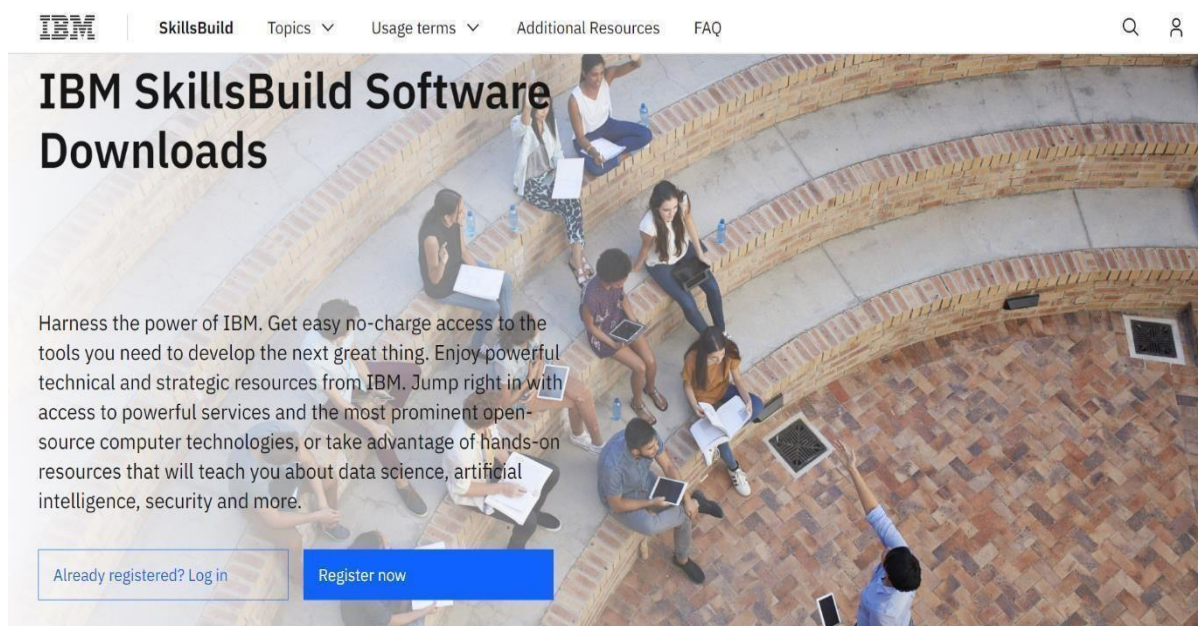 IBM
SkillsBuild
Topics
Usage terms
Additional Resources
FAQ
IBM SkillsBuild Software
Downloads
Harness the power of IBM. Get easy no-charge access to the
tools you need to develop the next great thing. Enjoy powerful
technical and strategic resources from IBM. Jump right in with
access to powerful services and the most prominent open-
source computer technologies, or take advantage of hands-on
resources that will teach you about data science, artificial
intelligence, security and more.
Already registered? Log in
Register now